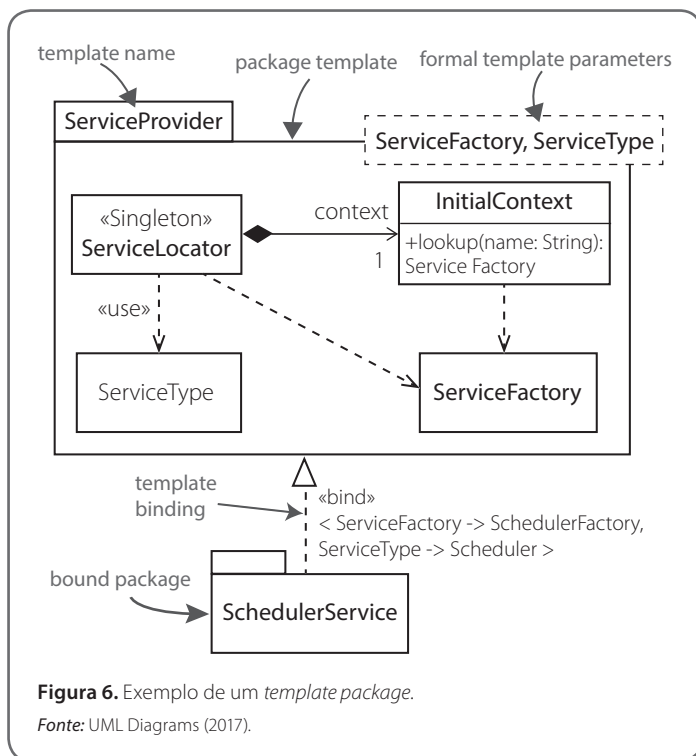 template name
package template
formal template parameters
ServiceProvider
ServiceFactory, ServiceType
«Singleton»
ServiceLocator
context
1
InitialContext
+lookup(name: String):
Service Factory
«use»
ServiceType
ServiceFactory
template
binding
«bind»
< ServiceFactory -> SchedulerFactory,
ServiceType -> Scheduler >
bound package
SchedulerService
Figura 6. Exemplo de um template package.
Fonte: UML Diagrams (2017).